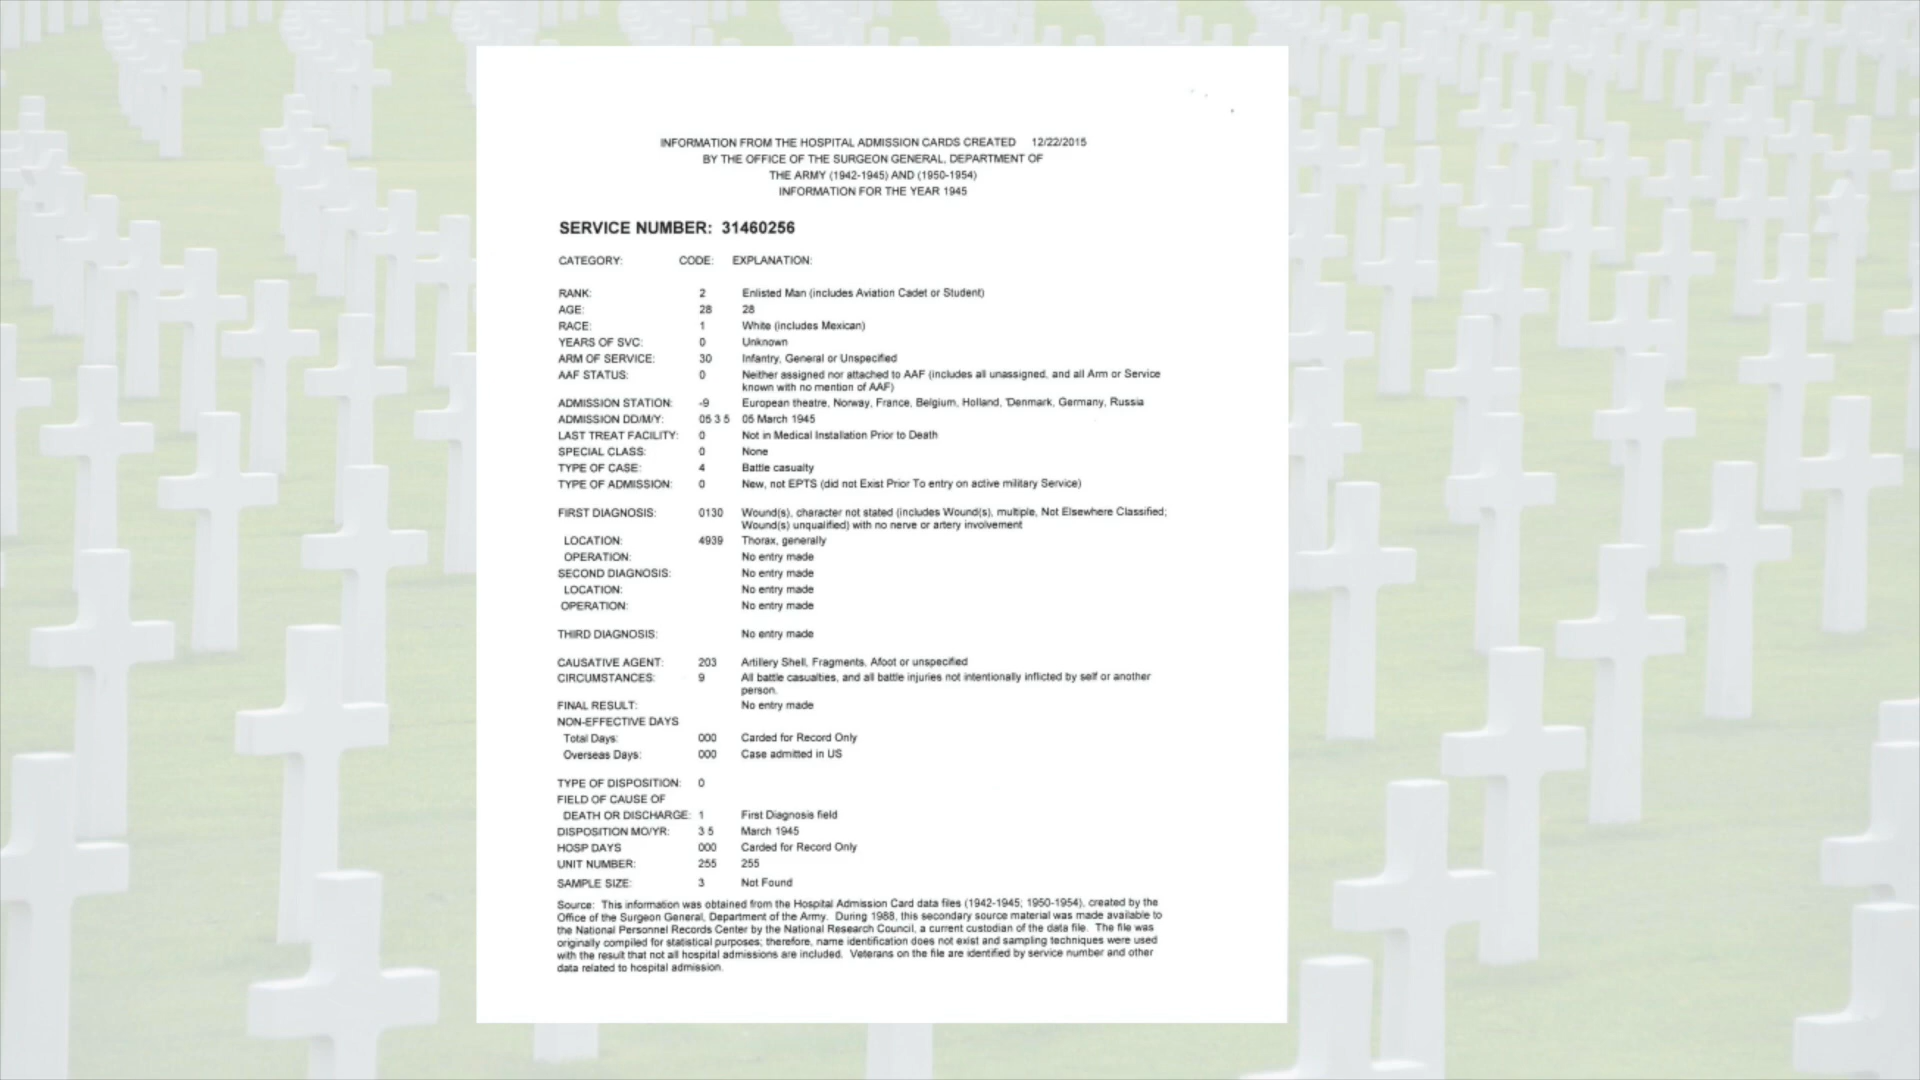 INFORMATION FROM THE HOSPITAL ADMISSION CARDS CREATED 12/22/2015
BY THE OFFICE OF THE SURGEON GENERAL, DEPARTMENT OF
THE ARMY (1942-1945) AND (1950-1954)
INFORMATION FOR THE YEAR 1945
SERVICE NUMBER: 31460256
CATEGORY: CODE: EXPLANATION:
RANK: 2 Enlisted Man (includes Aviation Cadet or Student)
AGE: 28 28
RACE: 1 White (includes Mexican)
YEARS OF SVC: 0 Unknown
ARM OF SERVICE: 30 Infantry, General or Unspecified
AAF STATUS: 0 Neither assigned nor attached to AAF (includes all unassigned, and all Arm or Service
known with no mention of AAF)
ADMISSION STATION: -9 European theatre, Norway, France, Belgium, Holland, 'Denmark, Germany, Russia
ADMISSION DD/M/Y: 05 3 5 05 March 1945
LAST TREAT FACILITY: 0 Not in Medical Installation Prior to Death
SPECIAL CLASS: 0 None
TYPE OF CASE: 4 Battle casualty
TYPE OF ADMISSION: 0 New, not EPTS (did not Exist Prior To entry on active military Service)
FIRST DIAGNOSIS: 0130 Wound(s), character not stated (includes Wound(s), multiple, Not Elsewhere Classified;
Wound(s) unqualified) with no nerve or artery involvement
LOCATION: 4939 Thorax, generally
OPERATION: No entry made
SECOND DIAGNOSIS: No entry made
LOCATION: No entry made
OPERATION: No entry made
THIRD DIAGNOSIS: No entry made
CAUSATIVE AGENT: 203 Artillery Shell, Fragments, Afoot or unspecified
CIRCUMSTANCES: 9 All battle casualties, and all battle injuries not intentionally inflicted by self or another
person.
FINAL RESULT: No entry made
NON-EFFECTIVE DAYS
Total Days: 000 Carded for Record Only
Overseas Days: 000 Case admitted in US
TYPE OF DISPOSITION: 0
FIELD OF CAUSE OF
DEATH OR DISCHARGE: 1 First Diagnosis field
DISPOSITION MO/YR: 3 5 March 1945
HOSP DAYS 000 Carded for Record Only
UNIT NUMBER: 255 255
SAMPLE SIZE: 3 Not Found
Source: This information was obtained from the Hospital Admission Card data files (1942-1945; 1950-1954), created by the
Office of the Surgeon General, Department of the Army. During 1988, this secondary source material was made available to
the National Personnel Records Center by the National Research Council, a current custodian of the data file. The file was
originally compiled for statistical purposes; therefore, name identification does not exist and sampling techniques were used
with the result that not all hospital admissions are included. Veterans on the file are identified by service number and other
data related to hospital admission.